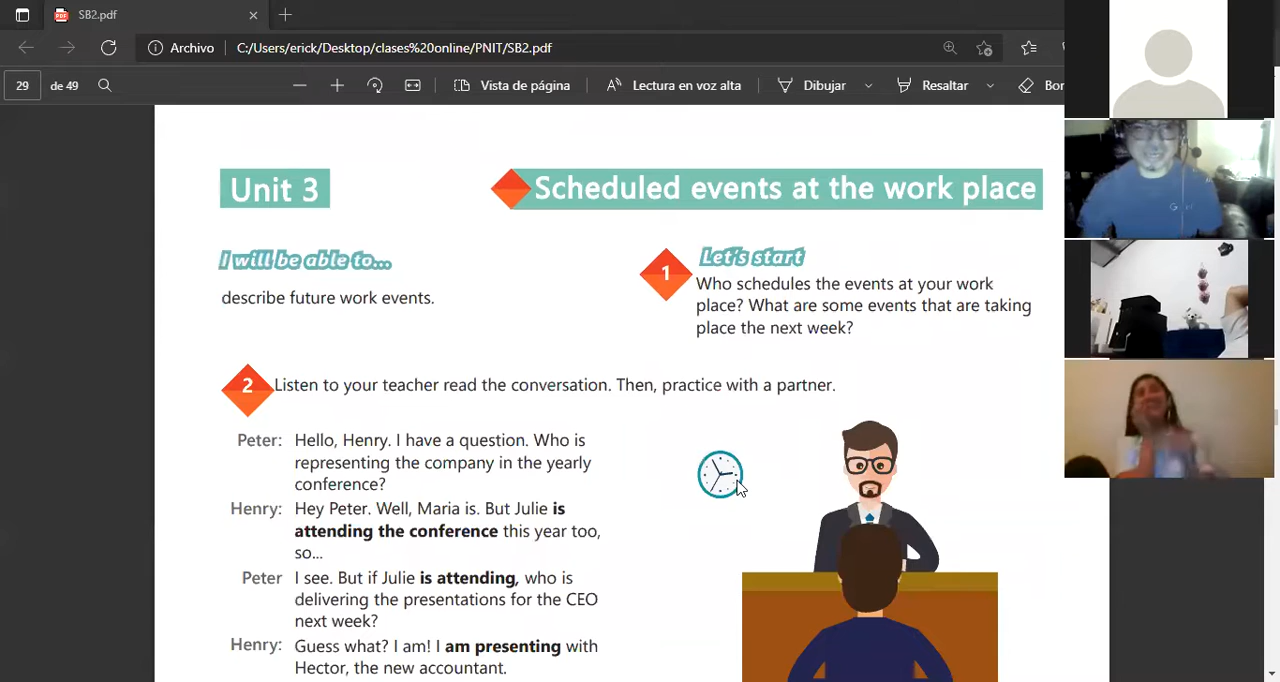 SB2.pdf
Archivo C:/Users/erick/Desktop/clases%20online/PNIT/SB2.pdf
29 de 49 Vista de página Lectura en voz alta Dibujar Resaltar Bor
Unit 3 Scheduled events at the work place
I will be able to...
describe future work events.
1 Let's start
Who schedules the events at your work
place? What are some events that are taking
place the next week?
2 Listen to your teacher read the conversation. Then, practice with a partner.
Peter: Hello, Henry. I have a question. Who is
representing the company in the yearly
conference?
Henry: Hey Peter. Well, Maria is. But Julie is
attending the conference this year too,
so...
Peter I see. But if Julie is attending, who is
delivering the presentations for the CEO
next week?
Henry: Guess what? I am! I am presenting with
Hector, the new accountant.